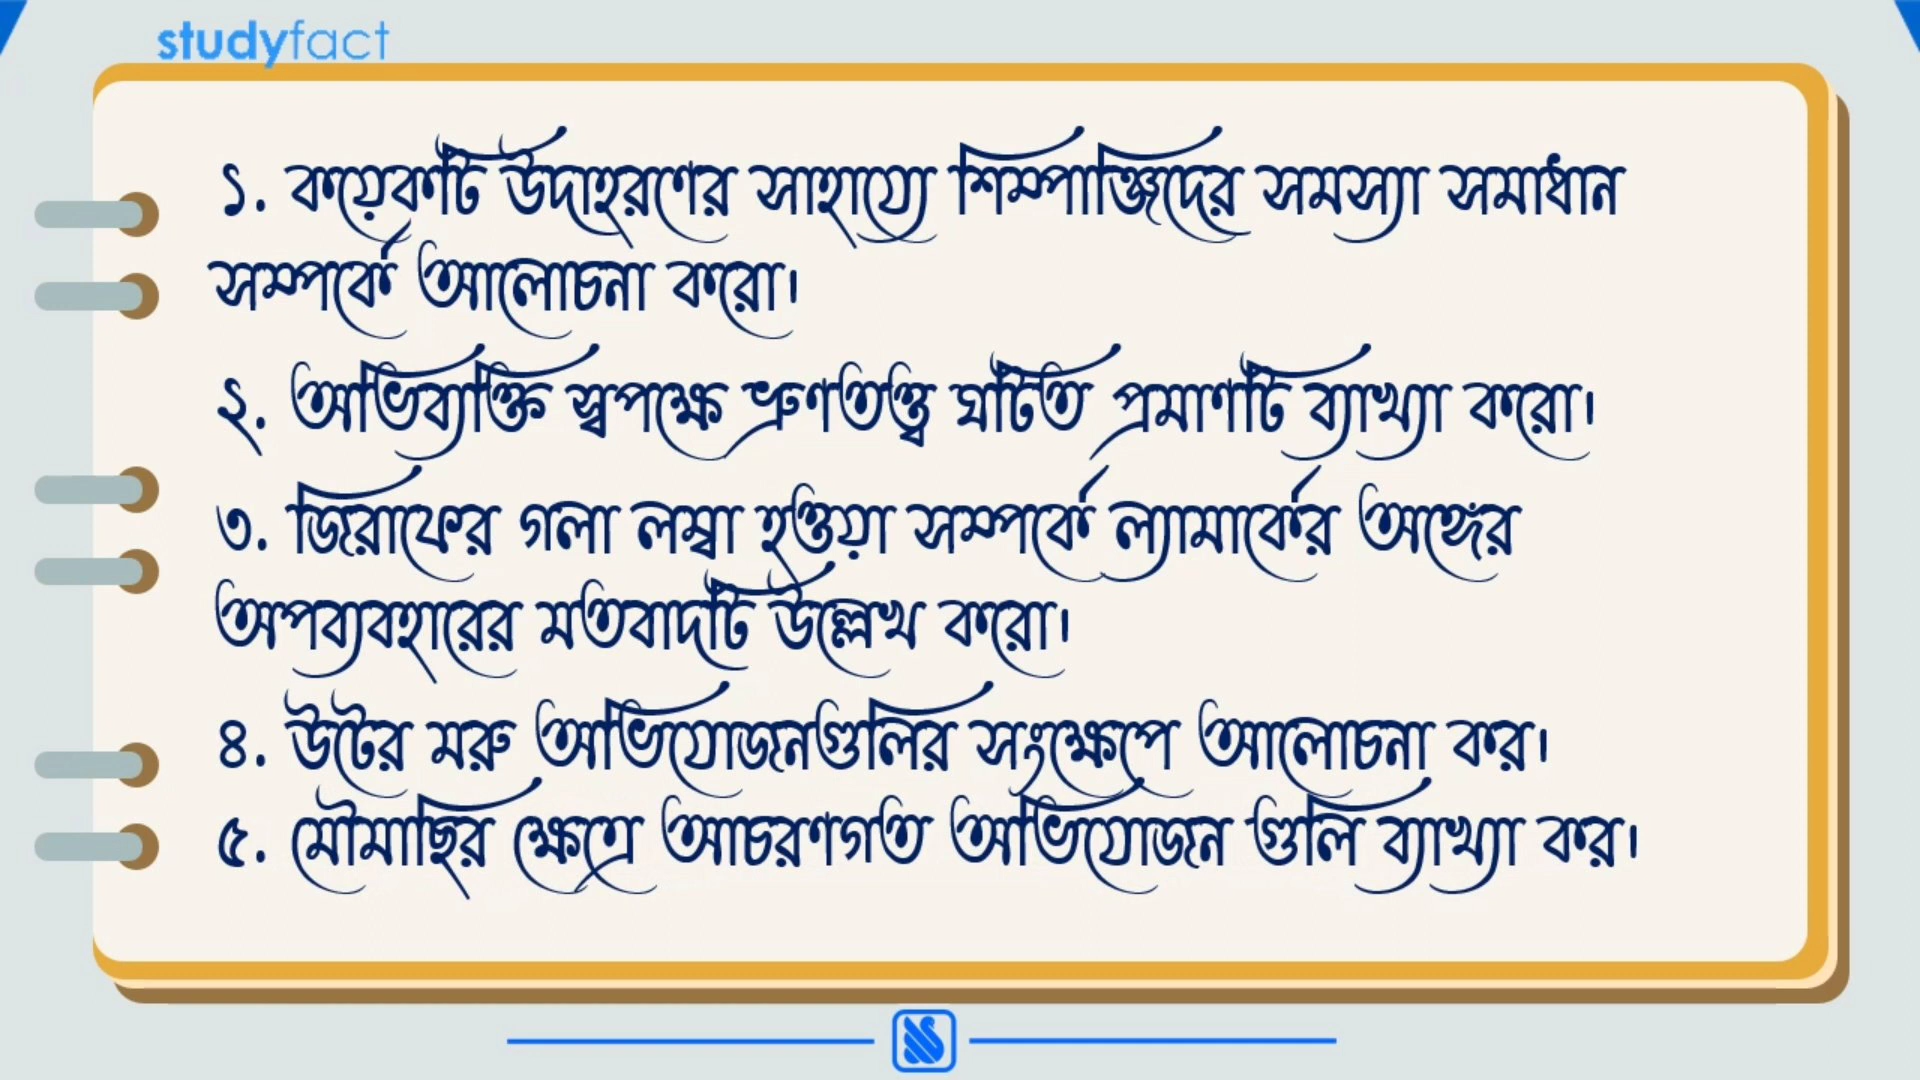 studyfact
১. কয়েকটি উদাহরণের সাহায্যে শিম্পাঞ্জিদের সমস্যা সমাধান
সম্পর্কে আলোচনা করো।
২. অভিব্যক্তি স্বপক্ষে ভ্রুণতত্ত্ব ঘটিত প্রমাণটি ব্যাখ্যা করো।
৩. জিরাফের গলা লম্বা হওয়া সম্পর্কে ল্যামার্কের অঙ্গের
অপব্যবহারের মতবাদটি উল্লেখ করো।
৪. উটের মরু অভিযোজনগুলির সংক্ষেপে আলোচনা কর।
৫. মৌমাছির ক্ষেত্রে আচরণগত অভিযোজন গুলি ব্যাখ্যা কর।